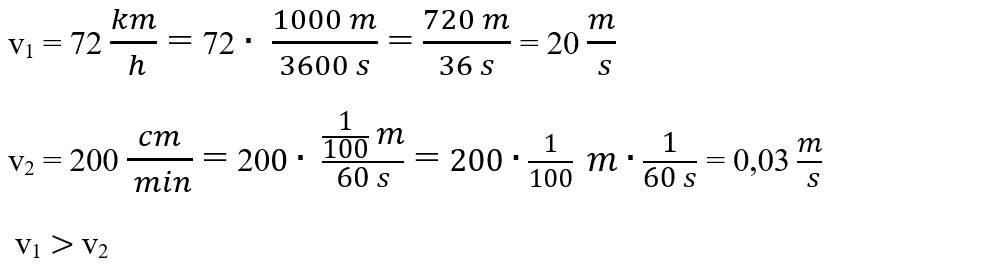 v₁ = 72 km/h = 72 · 1000 m/3600 s = 720 m/36 s = 20 m/s
v₂ = 200 cm/min = 200 · (1/100 m)/(60 s) = 200 · 1/100 m · 1/60 s = 0,03 m/s
v₁ > v₂